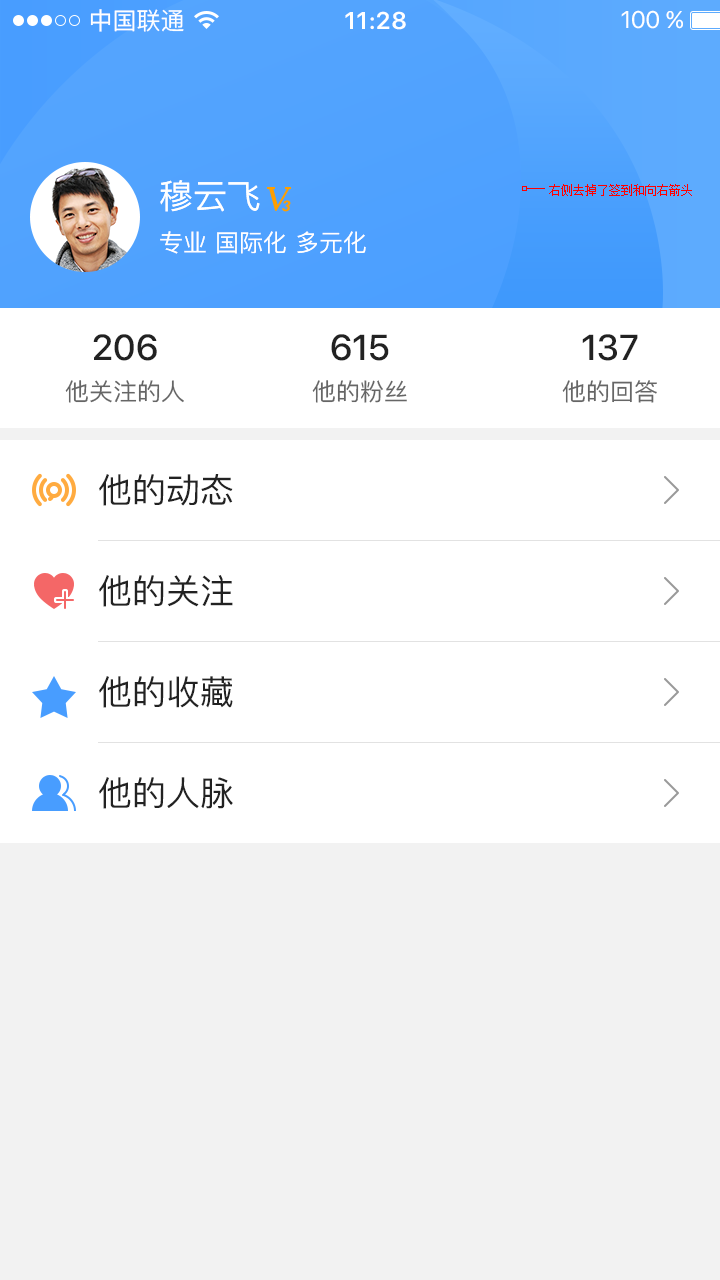 中国联通 11:28 100 %
穆云飞 V3
右侧去掉了签到和向右箭头
专业 国际化 多元化
206 615 137
他关注的人 他的粉丝 他的回答
他的动态
他的关注
他的收藏
他的人脉